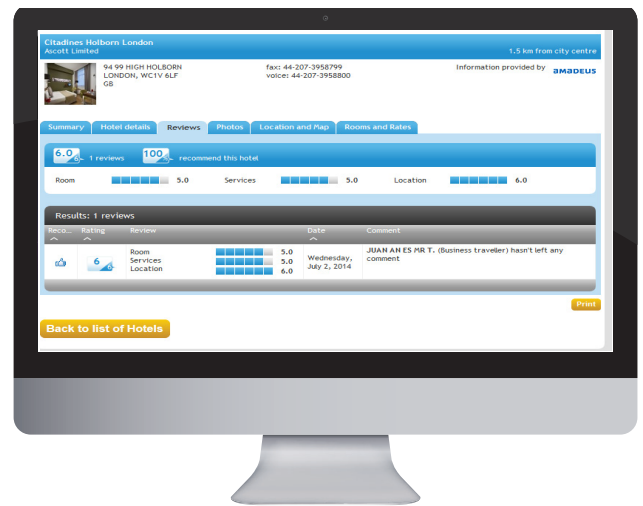 Citadines Holborn London
Ascott Limited
1.5 km from city centre
94 99 HIGH HOLBORN
LONDON, WC1V 6LF
GB
fax: 44-207-3958799
voice: 44-207-3958800
Information provided by amadeus
Summary Hotel details Reviews Photos Location and Map Rooms and Rates
6.0 6 1 reviews 100 % recommend this hotel
Room 5.0 Services 5.0 Location 6.0
Results: 1 reviews
Reco... Rating Review Date Comment
6 6
Room 5.0
Services 5.0
Location 6.0
Wednesday,
July 2, 2014
JUAN AN ES MR T. (Business traveller) hasn't left any
comment
Print
Back to list of Hotels